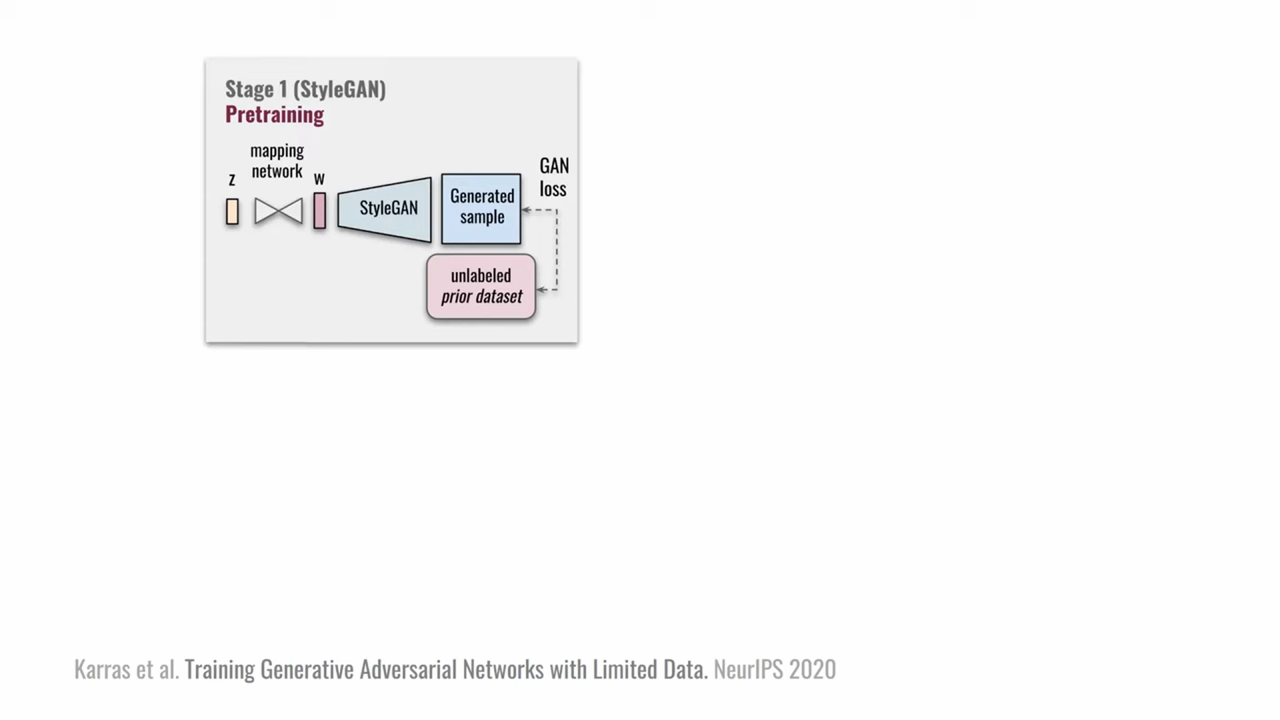 Stage 1 (StyleGAN)
Pretraining
mapping
network
z
w
StyleGAN
Generated
sample
GAN
loss
unlabeled
prior dataset
Karras et al. Training Generative Adversarial Networks with Limited Data. NeurIPS 2020